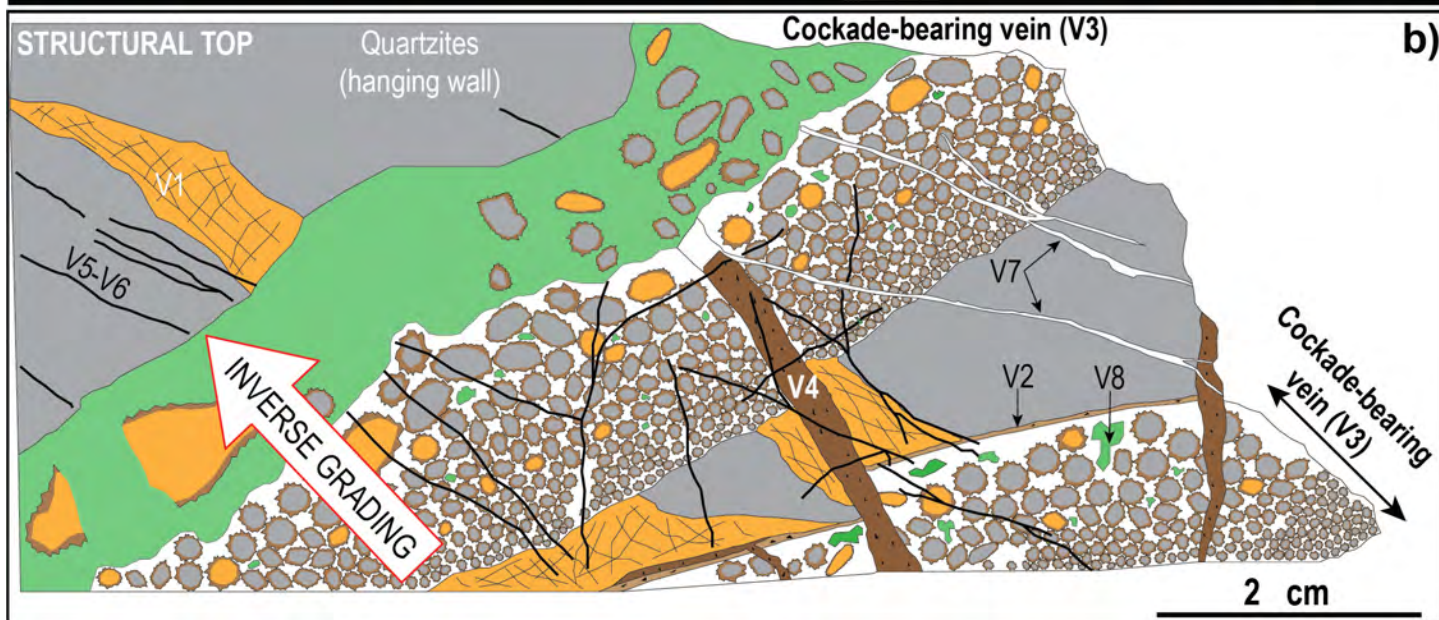 Cockade-bearing vein (V3)
b)
STRUCTURAL TOP
Quartzites
(hanging wall)
V1
V5-V6
V7
INVERSE GRADING
V4
V2
V8
Cockade-bearing
vein (V3)
2 cm